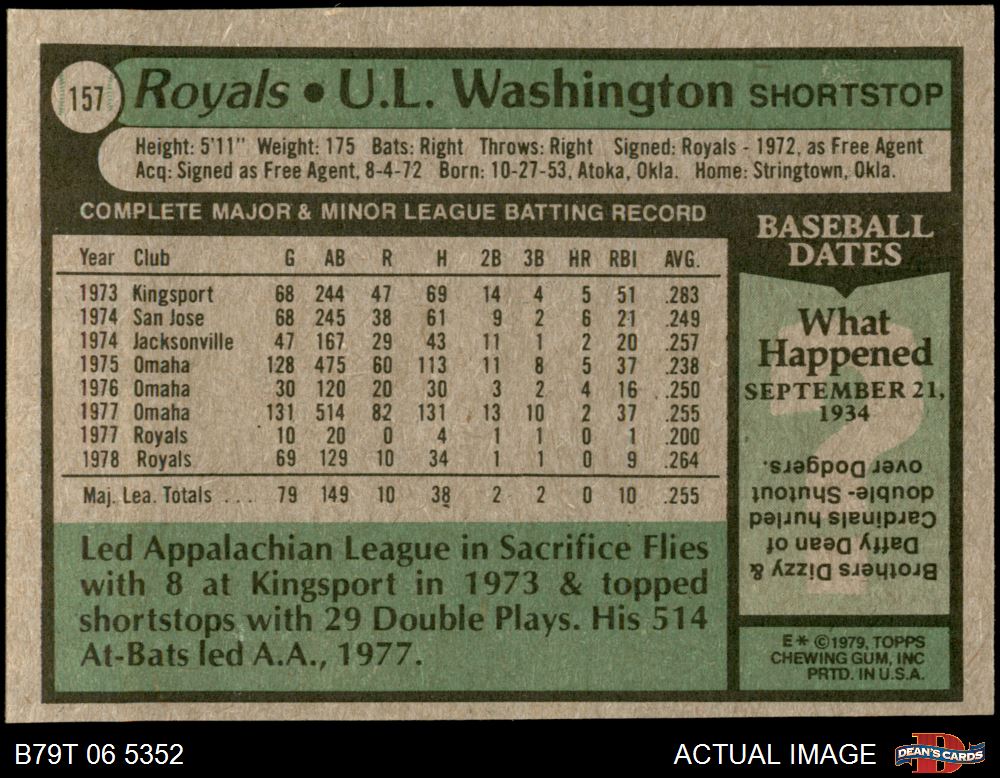 157 Royals • U.L. Washington SHORTSTOP
Height: 5'11" Weight: 175 Bats: Right Throws: Right Signed: Royals - 1972, as Free Agent
Acq: Signed as Free Agent, 8-4-72 Born: 10-27-53, Atoka, Okla. Home: Stringtown, Okla.
COMPLETE MAJOR & MINOR LEAGUE BATTING RECORD
Year Club G AB R H 2B 3B HR RBI AVG.
1973 Kingsport 68 244 47 69 14 4 5 51 .283
1974 San Jose 68 245 38 61 9 2 6 21 .249
1974 Jacksonville 47 167 29 43 11 1 2 20 .257
1975 Omaha 128 475 60 113 11 8 5 37 .238
1976 Omaha 30 120 20 30 3 2 4 16 .250
1977 Omaha 131 514 82 131 13 10 2 37 .255
1977 Royals 10 20 0 4 1 1 0 1 .200
1978 Royals 69 129 10 34 1 1 0 9 .264
Maj. Lea. Totals ... 79 149 10 38 2 2 0 10 .255
Led Appalachian League in Sacrifice Flies
with 8 at Kingsport in 1973 & topped
shortstops with 29 Double Plays. His 514
At-Bats led A.A., 1977.
BASEBALL
DATES
What
Happened
SEPTEMBER 21,
1934
?
Brothers Dizzy &
Daffy Dean of
Cardinals hurled
double-Shutout
over Dodgers.
E* ©1979, TOPPS
CHEWING GUM, INC
PRTD. IN U.S.A.
B79T 06 5352
ACTUAL IMAGE
D
DEAN'S CARDS